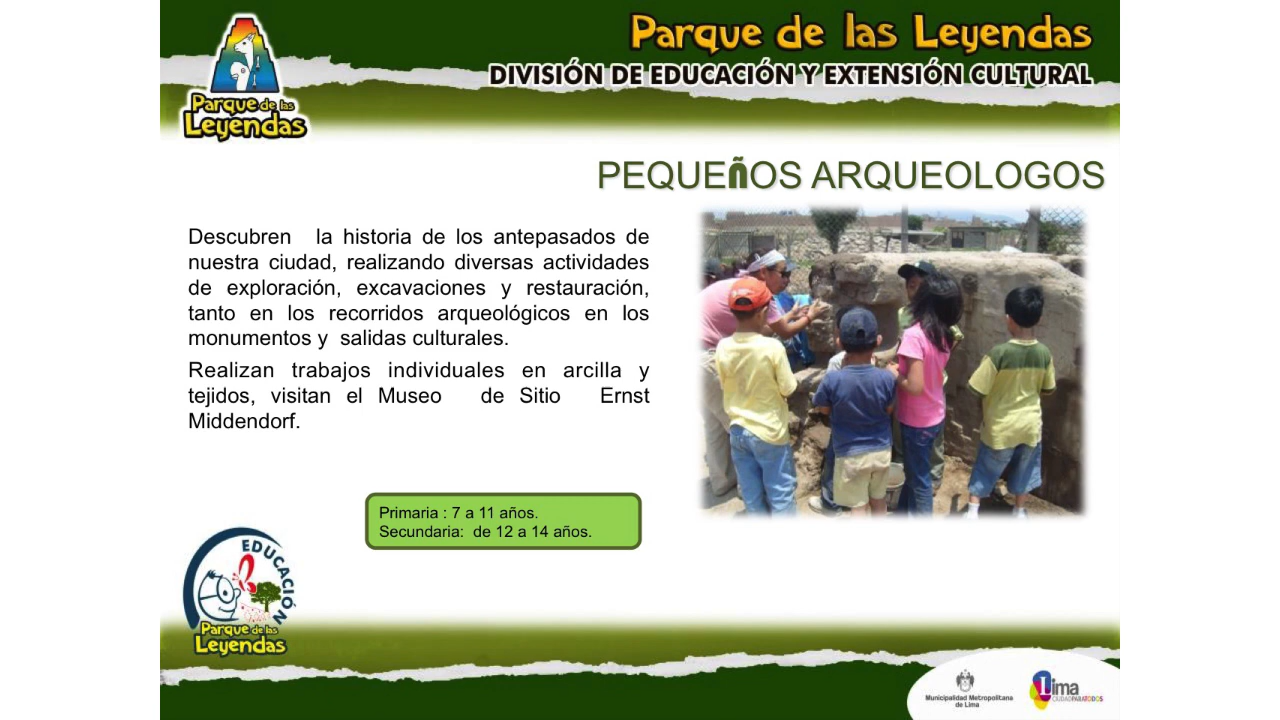 Parque de las Leyendas
DIVISIÓN DE EDUCACIÓN Y EXTENSIÓN CULTURAL
Parque de las
Leyendas
PEQUEÑOS ARQUEOLOGOS
Descubren la historia de los antepasados de
nuestra ciudad, realizando diversas actividades
de exploración, excavaciones y restauración,
tanto en los recorridos arqueológicos en los
monumentos y salidas culturales.
Realizan trabajos individuales en arcilla y
tejidos, visitan el Museo de Sitio Ernst
Middendorf.
Primaria : 7 a 11 años.
Secundaria: de 12 a 14 años.
EDUCACIÓN
Parque de las
Leyendas
Municipalidad Metropolitana
de Lima
Lima
CIUDADPARATODOS